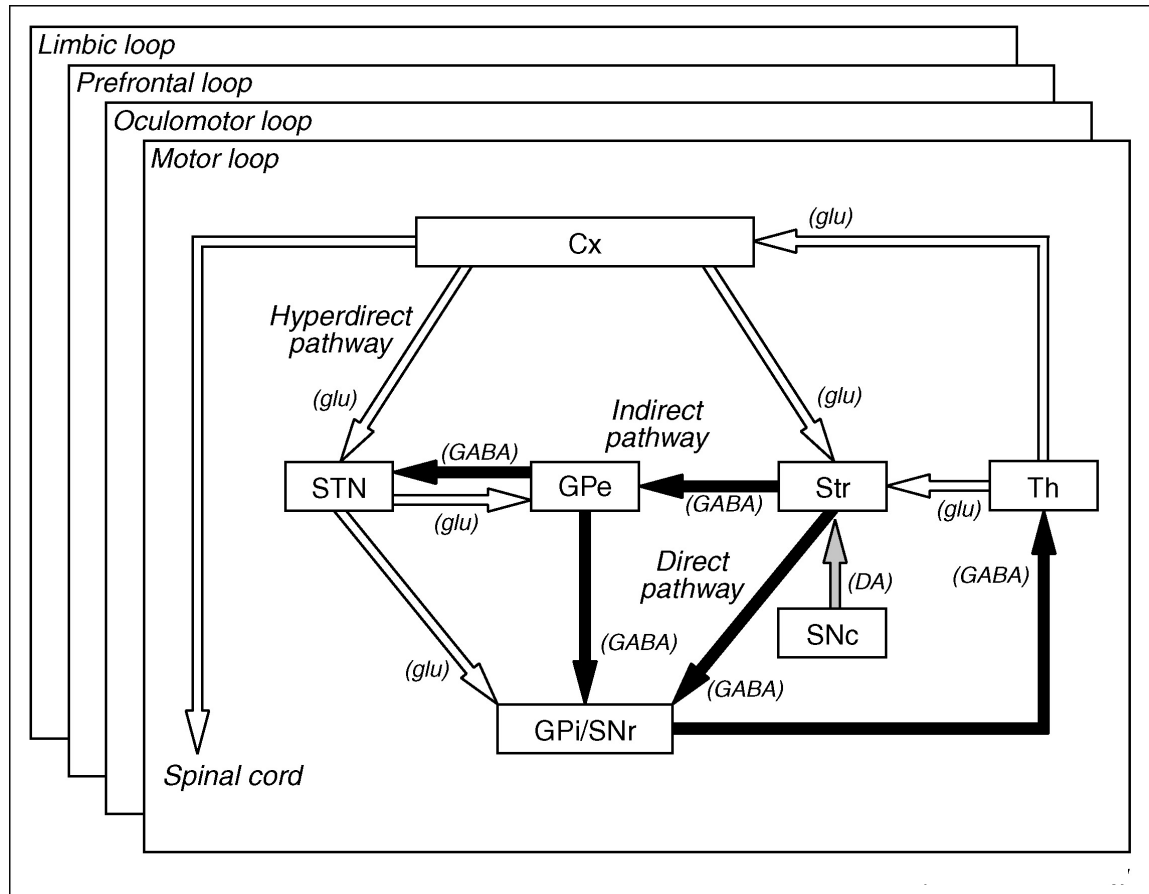 Limbic loop
Prefrontal loop
Oculomotor loop
Motor loop
(glu)
Cx
Hyperdirect
pathway
(glu)
(glu)
Indirect
pathway
(GABA)
STN
GPe
Str
Th
(glu)
(GABA)
(glu)
Direct
pathway
(DA)
(GABA)
SNc
(GABA)
(glu)
(GABA)
GPi/SNr
Spinal cord